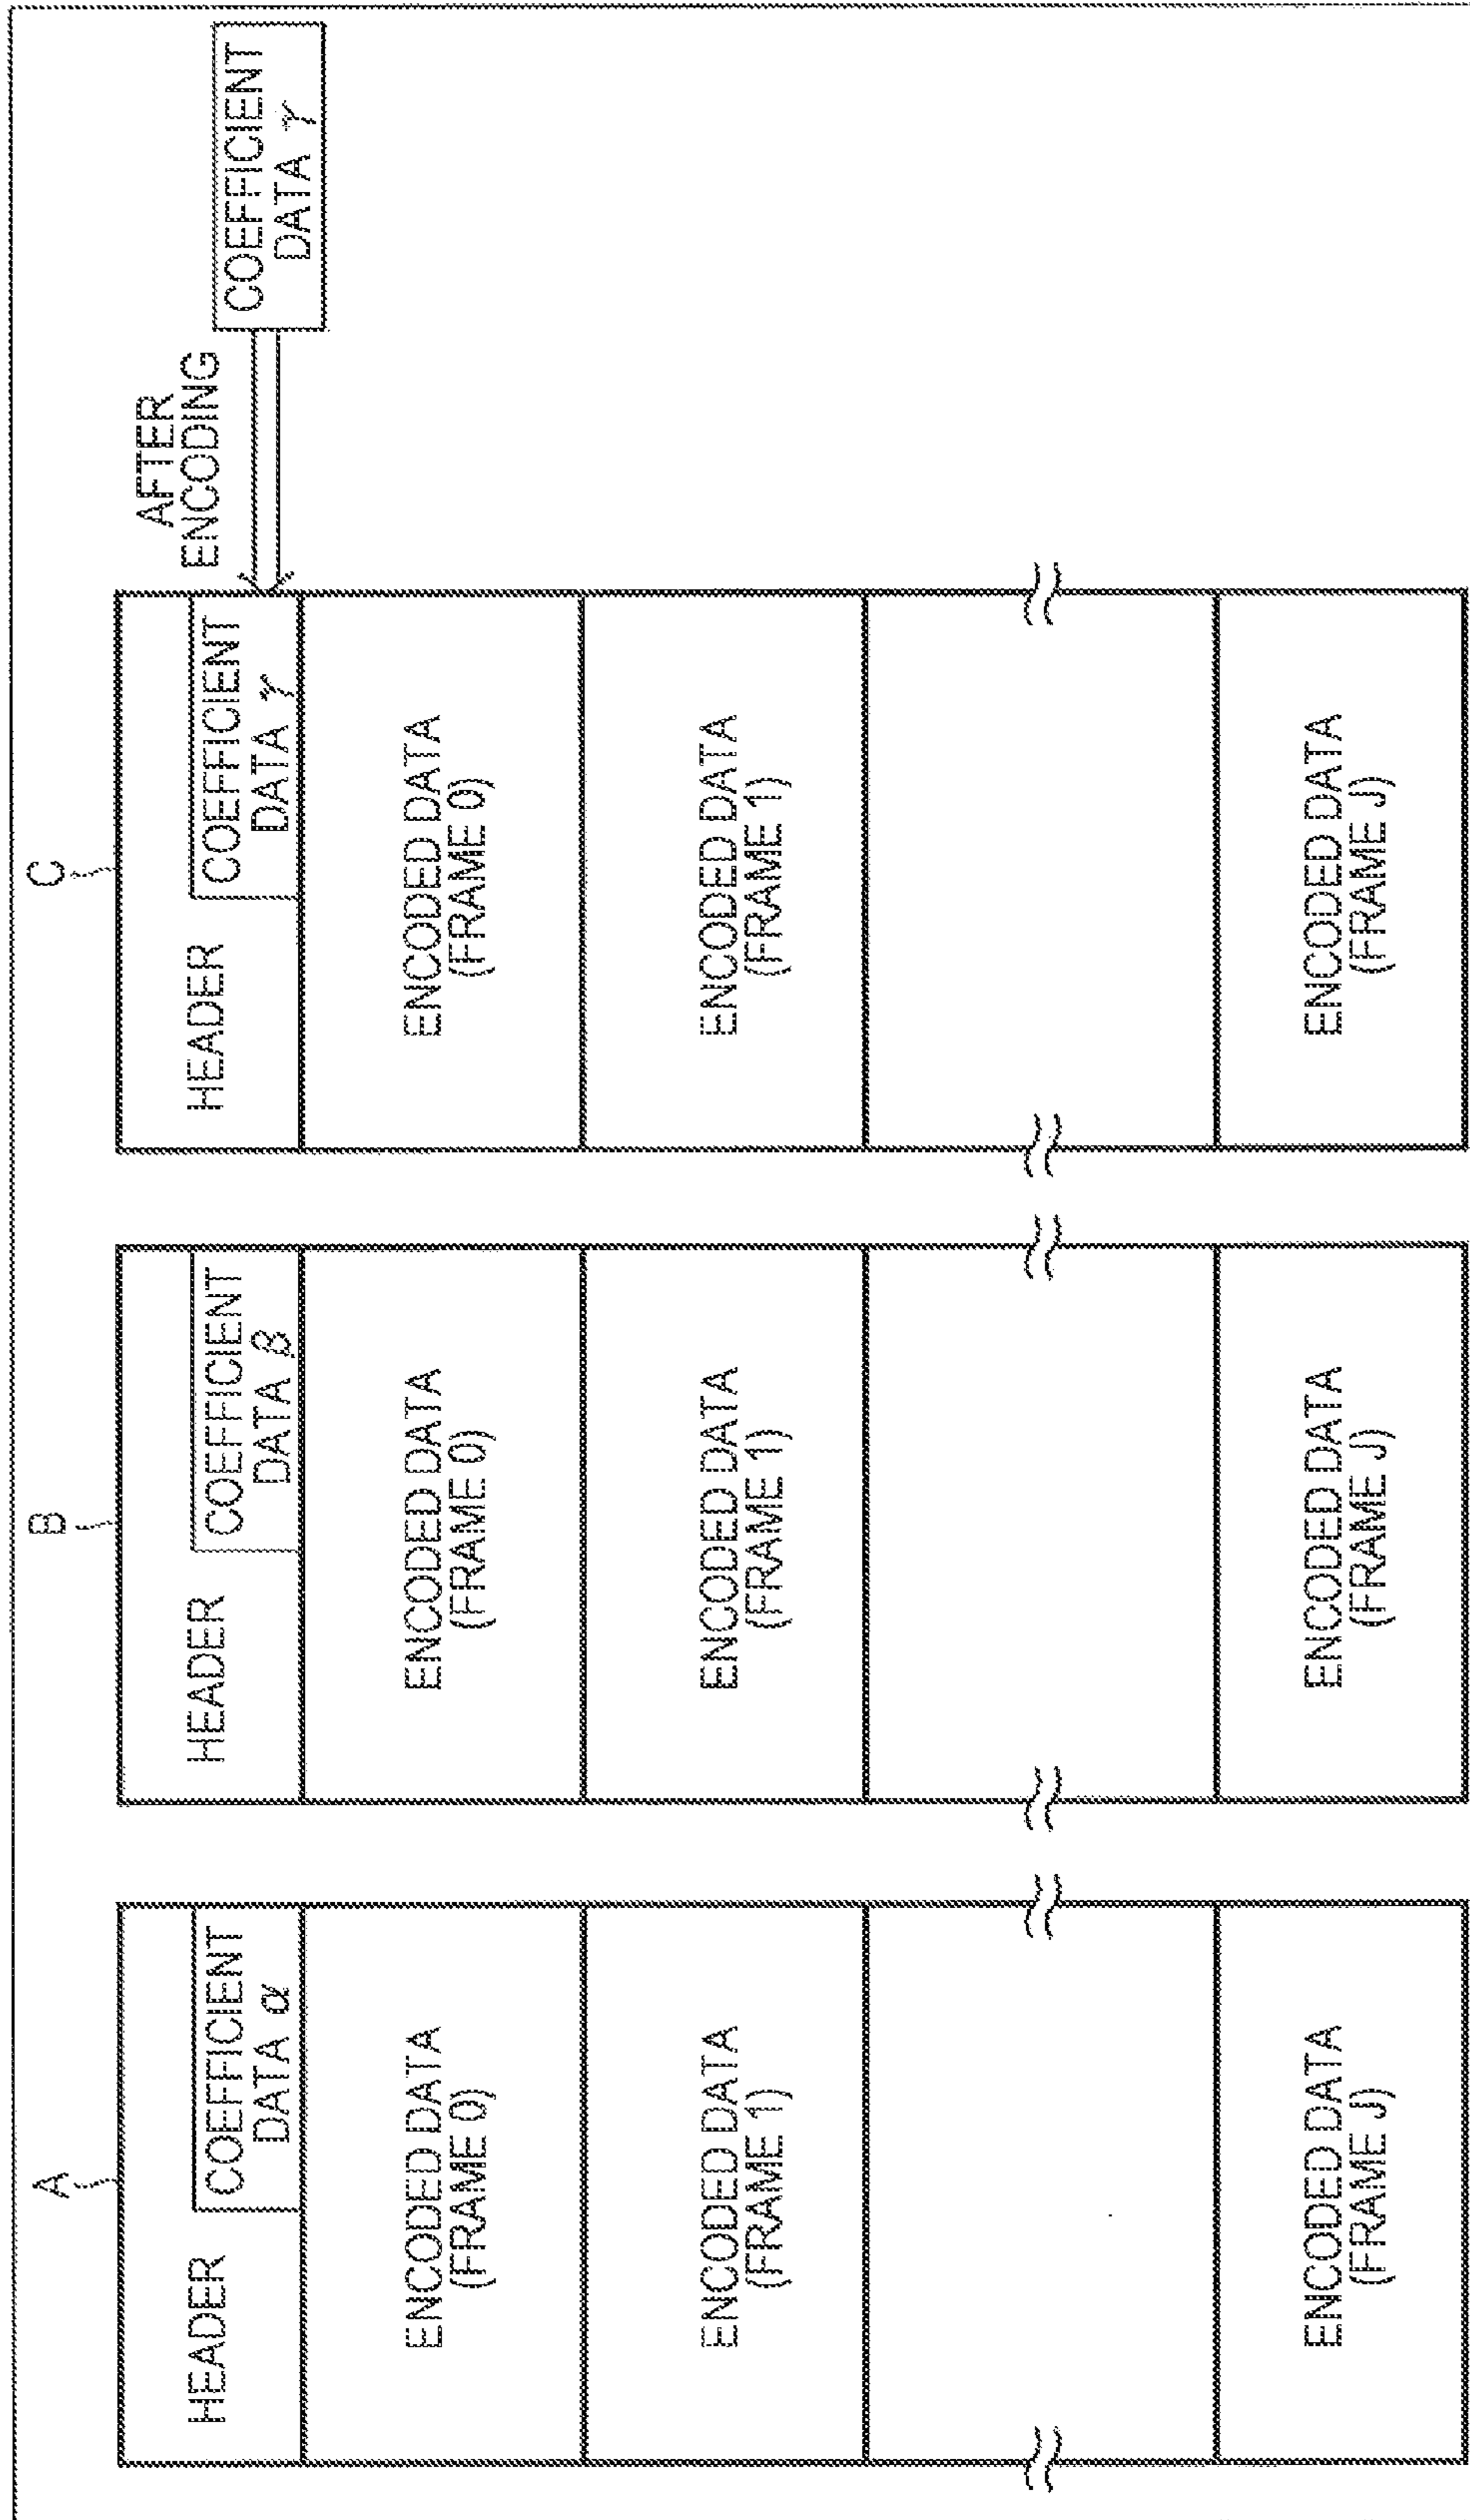 A
HEADER
COEFFICIENT
DATA α
ENCODED DATA
(FRAME 0)
ENCODED DATA
(FRAME 1)
ENCODED DATA
(FRAME J)
B
HEADER
COEFFICIENT
DATA β
ENCODED DATA
(FRAME 0)
ENCODED DATA
(FRAME 1)
ENCODED DATA
(FRAME J)
C
HEADER
COEFFICIENT
DATA γ
ENCODED DATA
(FRAME 0)
ENCODED DATA
(FRAME 1)
ENCODED DATA
(FRAME J)
AFTER
ENCODING
COEFFICIENT
DATA γ